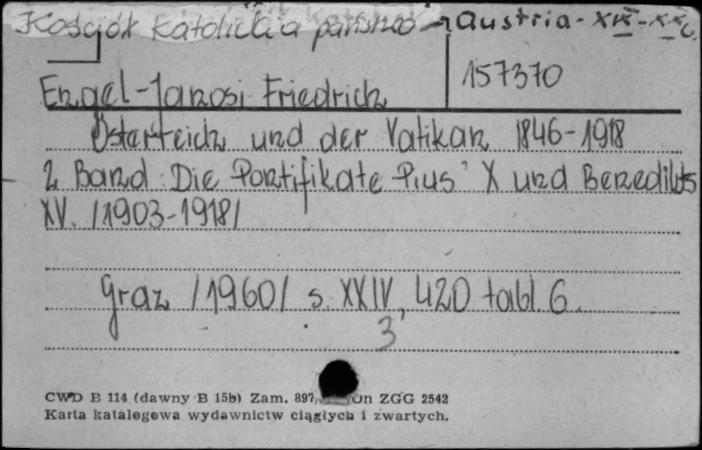 Kościół Katolicki a państwo - Austria - XIX-XX w.
157370
Engel-Janosi Friedrich
Österreich und der Vatikan 1846-1918
2 Band: Die Pontifikate Pius' X und Benedikts
XV. /1903-1918/
Graz /1960/ s. XXIV, 420 tabl. 6.
3
CWD B 114 (dawny B 15b) Zam. 897, ZGG 2542
Karta katalogowa wydawnictw ciągłych i zwartych.